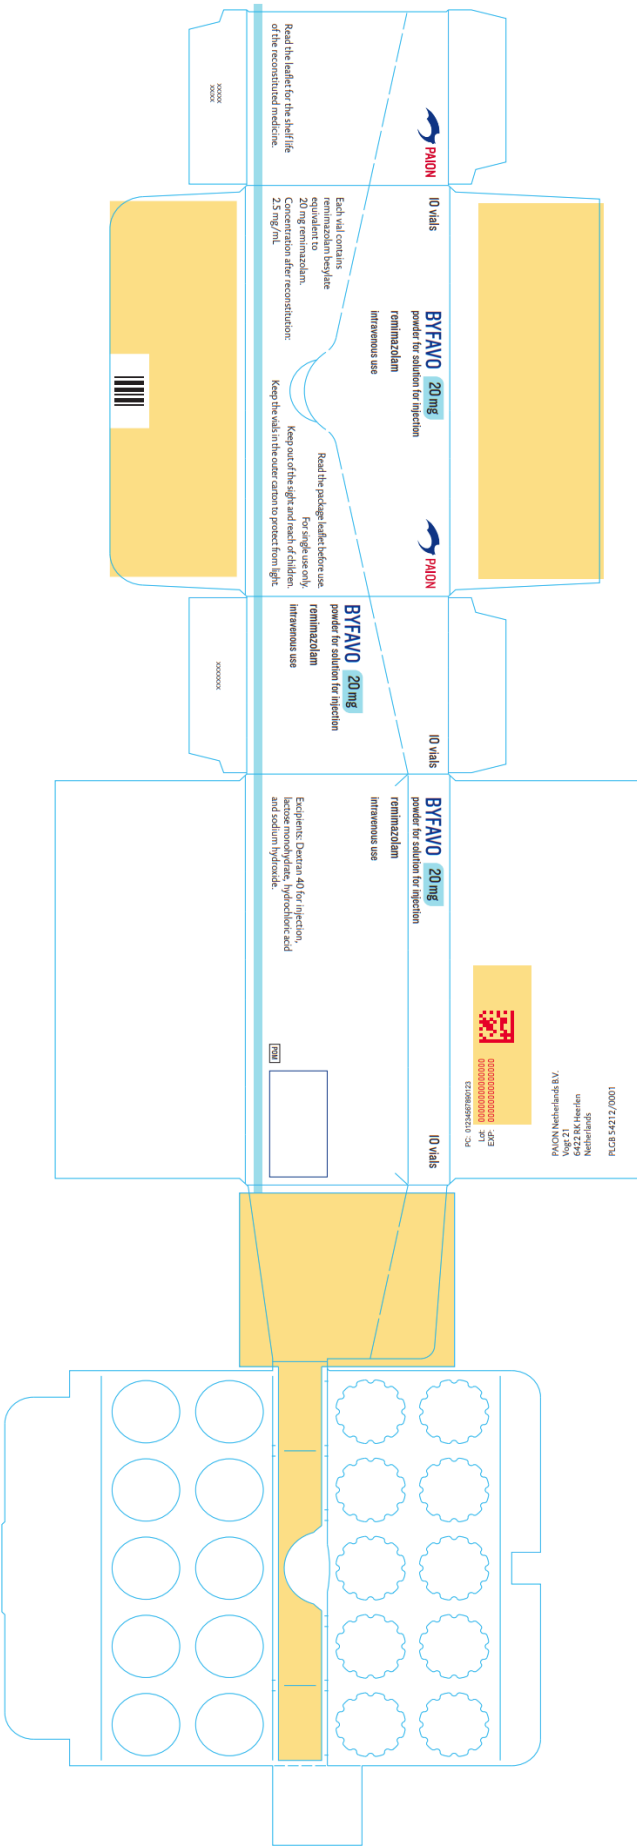 Read the leaflet for the shelf life
of the reconstituted medicine.
xxxxxx
xxxx
PAION
10 vials
BYFAVO 20 mg
powder for solution for injection
remimazolam
intravenous use
Each vial contains
remimazolam besylate
equivalent to
20 mg remimazolam.
Concentration after reconstitution:
2.5 mg/mL
Read the package leaflet before use.
For single use only.
Keep out of the sight and reach of children.
Keep the vials in the outer carton to protect from light.
PAION
10 vials
BYFAVO 20 mg
powder for solution for injection
remimazolam
intravenous use
xxxxxxxx
BYFAVO 20 mg
powder for solution for injection
remimazolam
intravenous use
Excipients: Dextran 40 for injection,
lactose monohydrate, hydrochloric acid
and sodium hydroxide.
POM
10 vials
EXP:
Lot:
PC:
PLGB 54212/0001
PAION Netherlands B.V.
Vogt 21
6422 RK Heerlen
Netherlands